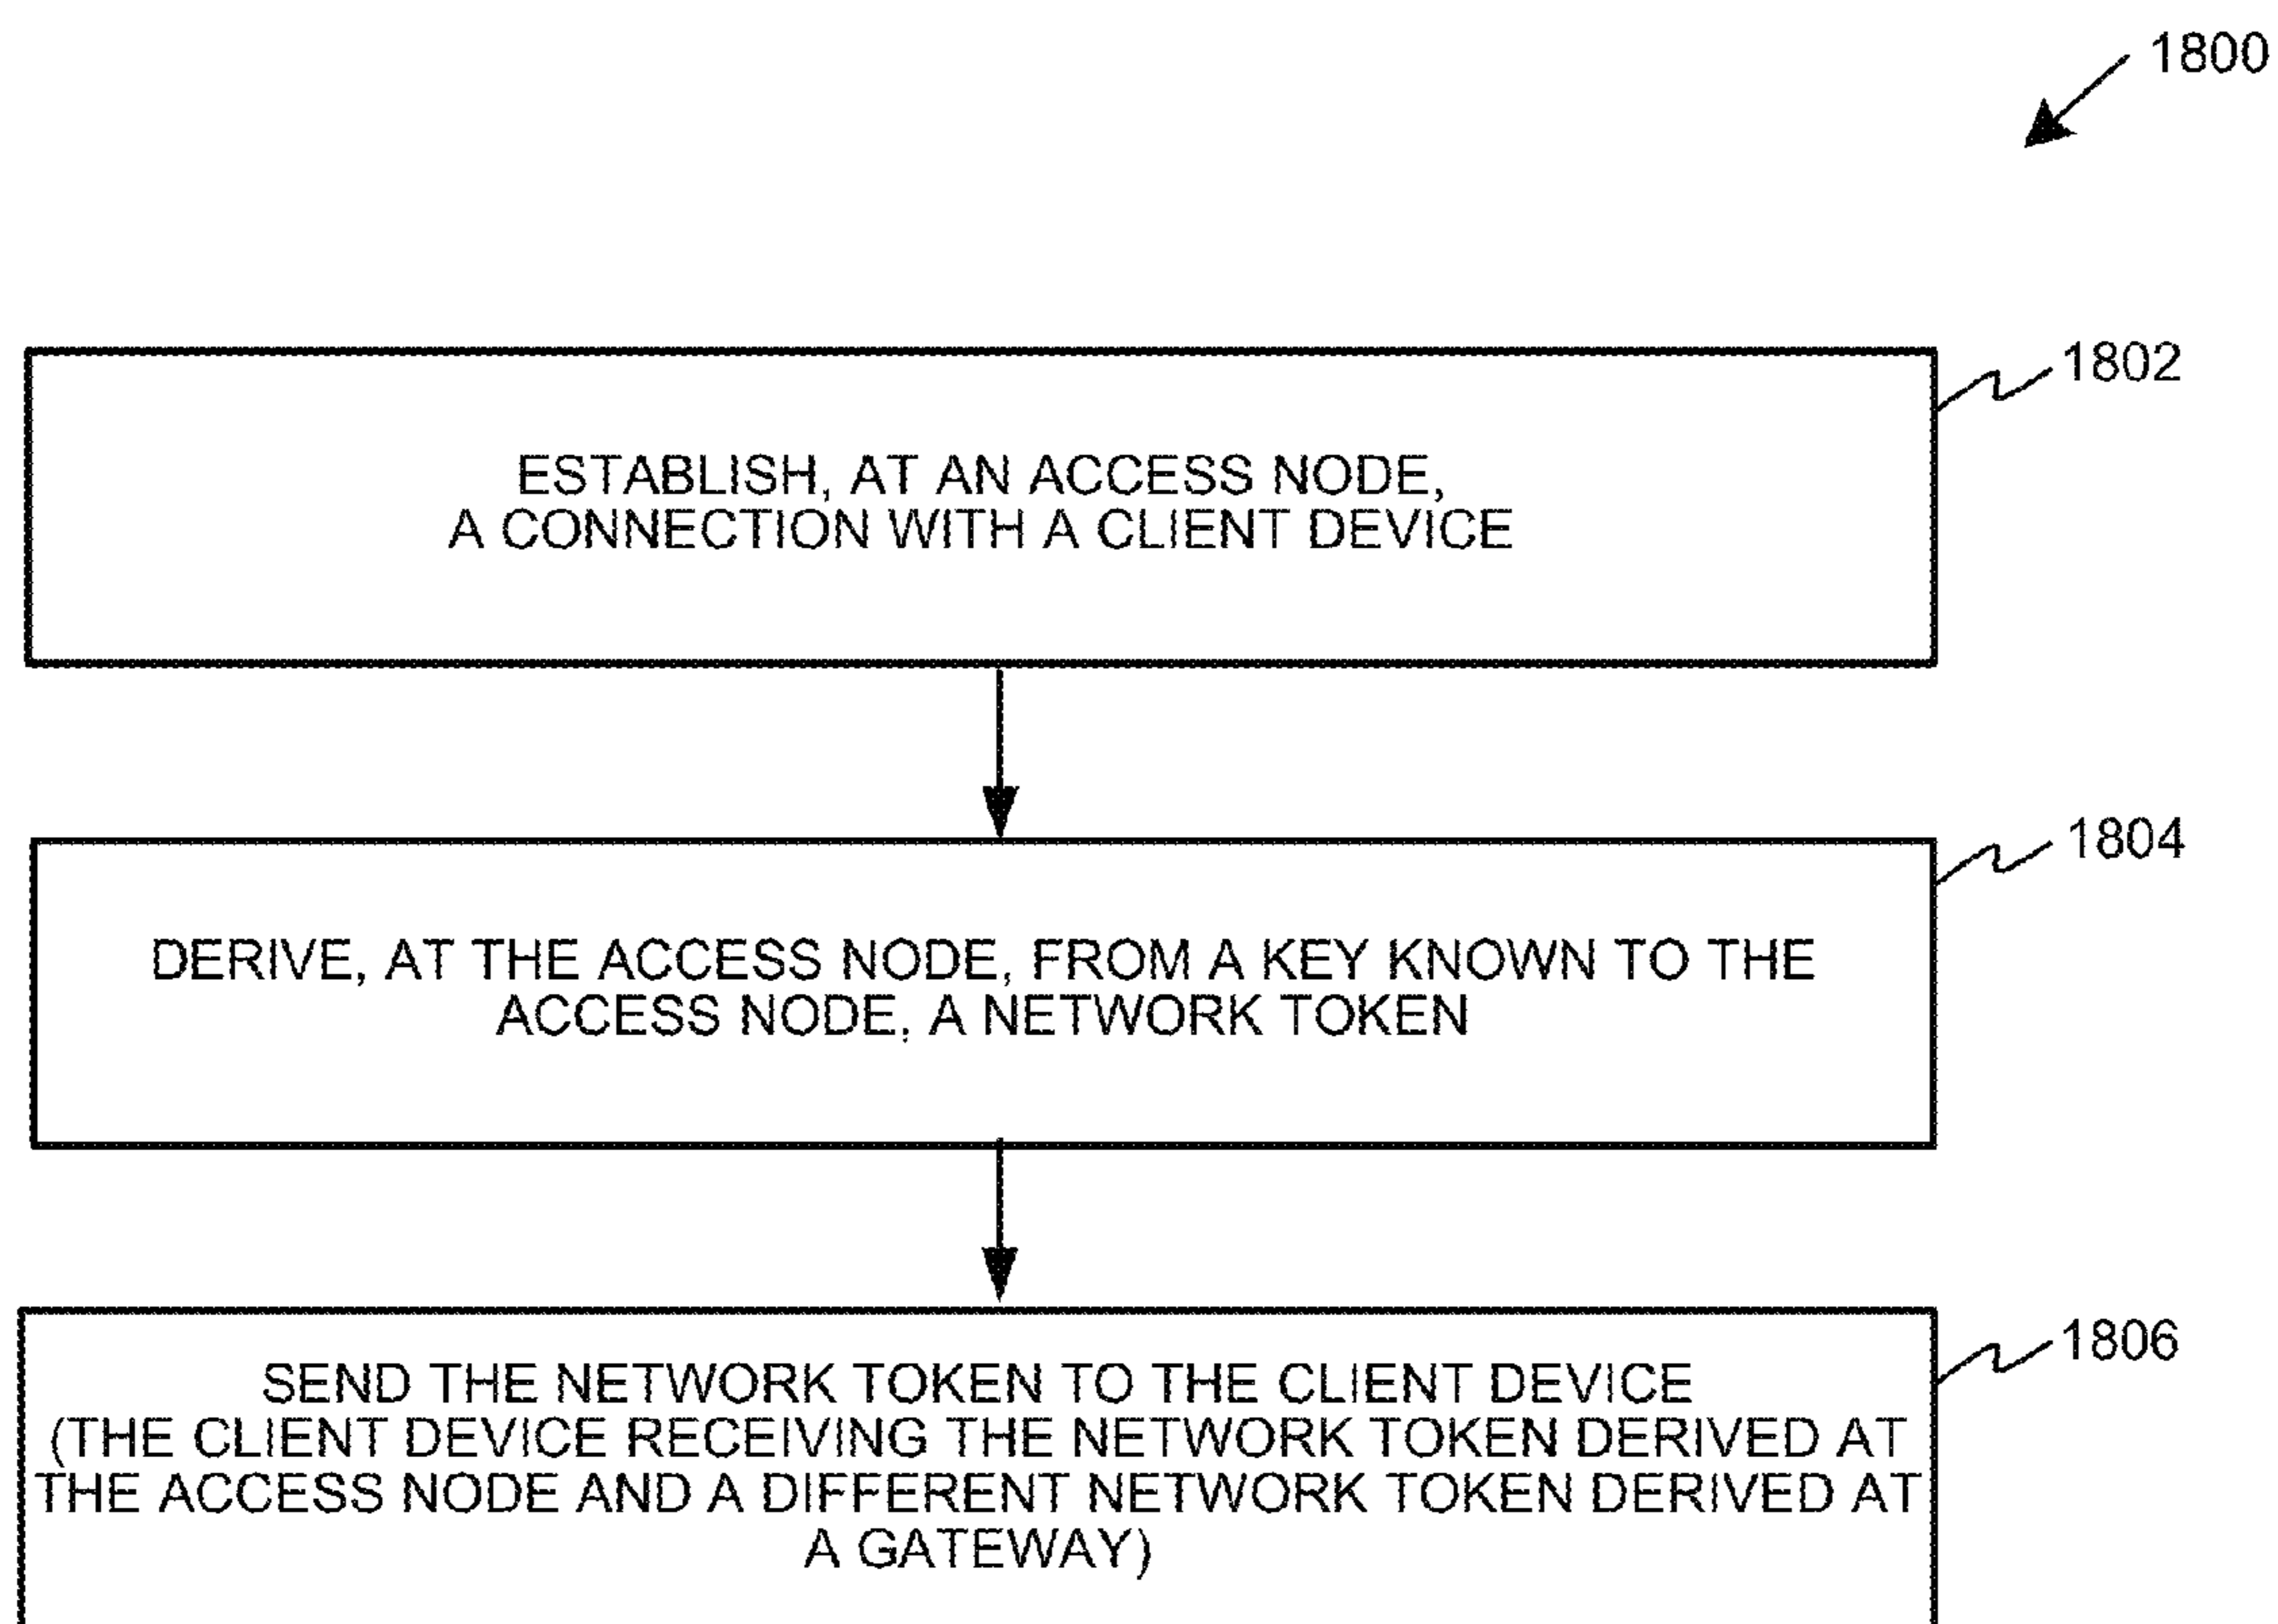 1800
1802
ESTABLISH, AT AN ACCESS NODE,
A CONNECTION WITH A CLIENT DEVICE
1804
DERIVE, AT THE ACCESS NODE, FROM A KEY KNOWN TO THE
ACCESS NODE, A NETWORK TOKEN
1806
SEND THE NETWORK TOKEN TO THE CLIENT DEVICE
(THE CLIENT DEVICE RECEIVING THE NETWORK TOKEN DERIVED AT
THE ACCESS NODE AND A DIFFERENT NETWORK TOKEN DERIVED AT
A GATEWAY)